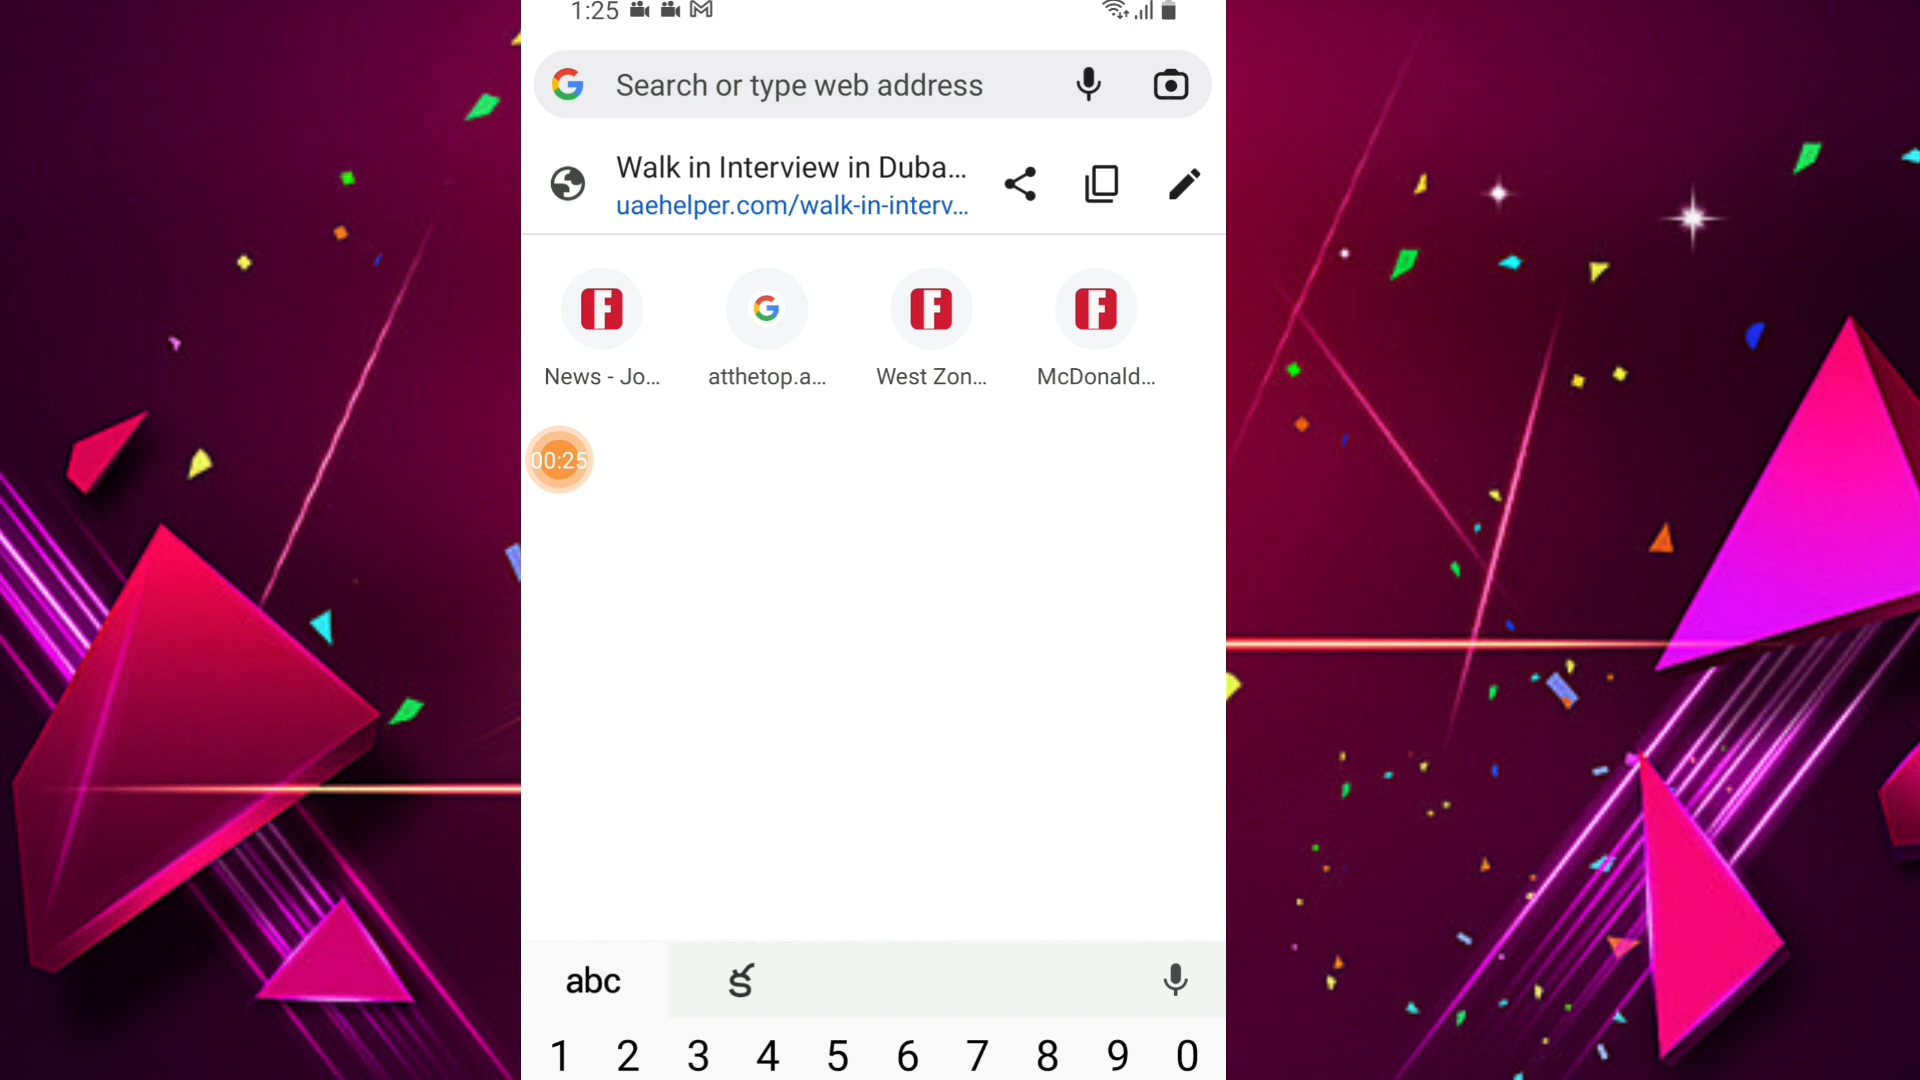 1:25
Search or type web address
Walk in Interview in Duba...
uaehelper.com/walk-in-interv...
News - Jo...
atthetop.a...
West Zon...
McDonald...
00:25
abc
క
1 2 3 4 5 6 7 8 9 0